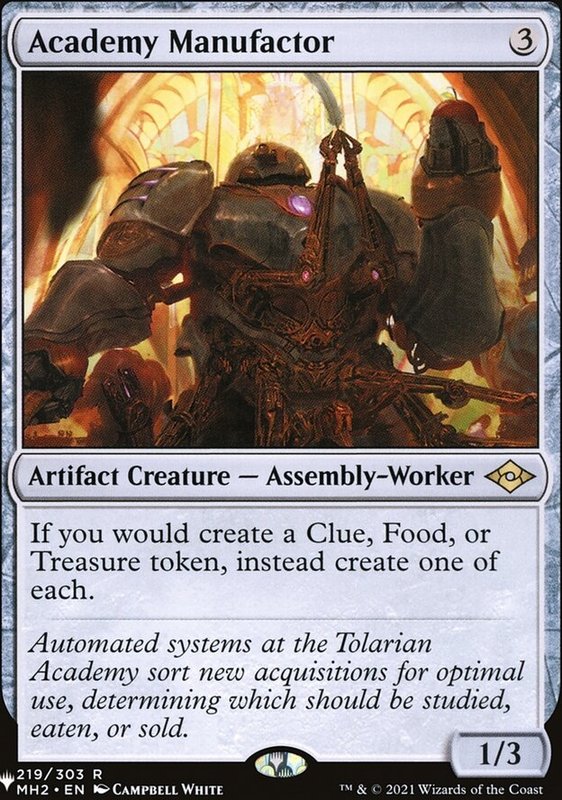 Academy Manufactor 3
Artifact Creature — Assembly-Worker
If you would create a Clue, Food, or
Treasure token, instead create one of
each.
Automated systems at the Tolarian
Academy sort new acquisitions for optimal
use, determining which should be studied,
eaten, or sold.
1/3
219/303 R
MH2 • EN Campbell White
™ & © 2021 Wizards of the Coast